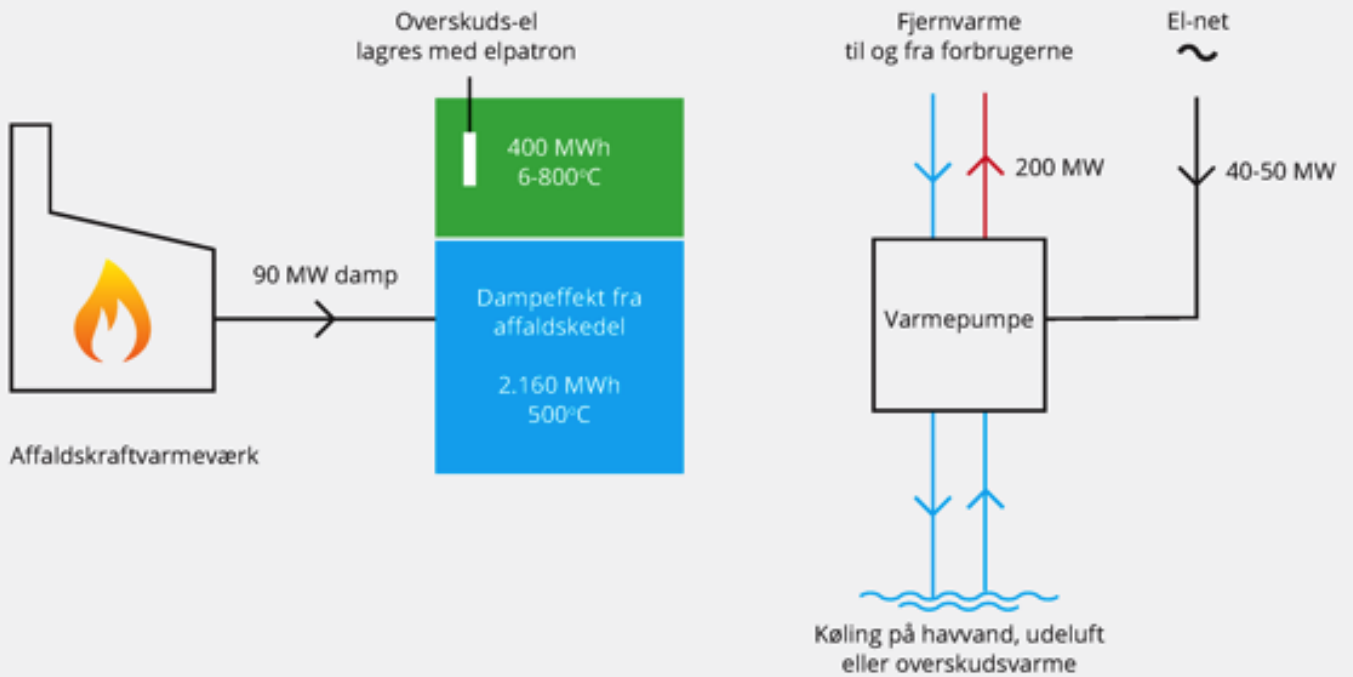 Overskuds-el
lagres med elpatron
400 MWh
6-800°C
90 MW damp
Dampeffekt fra
affaldskedel
2.160 MWh
500°C
Affaldskraftvarmeværk
Fjernvarme
til og fra forbrugerne
El-net
200 MW
40-50 MW
Varmepumpe
Køling på havvand, udeluft
eller overskudsvarme